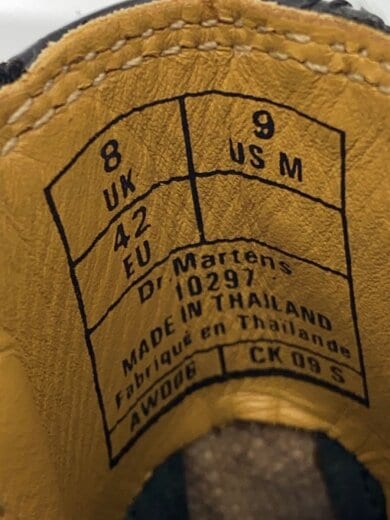 8
UK
9
US M
42
EU
Dr. Martens
10297
MADE IN THAILAND
Fabriqué en Thaïlande
AW006
CK 09 S